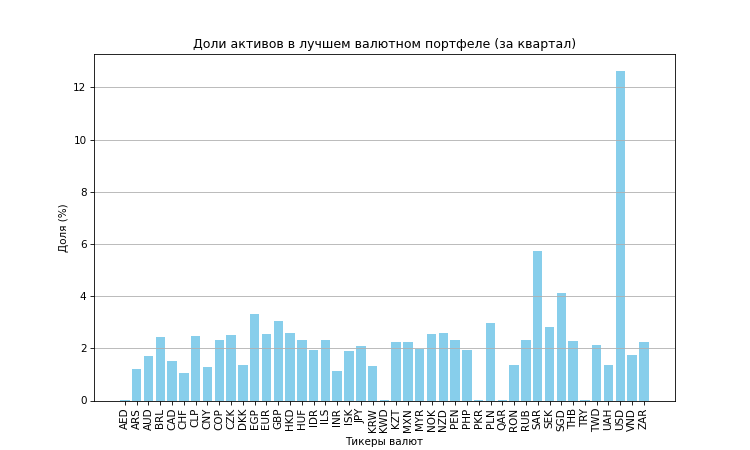 Доли активов в лучшем валютном портфеле (за квартал)
Доля (%)
12
10
8
6
4
2
0
AED ARS AUD BRL CAD CHF CLP CNY COP CZK DKK EGP EUR GBP HKD HUF IDR ILS INR ISK JPY KRW KWD KZT MXN MYR NOK NZD PEN PHP PKR PLN QAR RON RUB SAR SEK SGD THB TRY TWD UAH USD VND ZAR
Тикеры валют